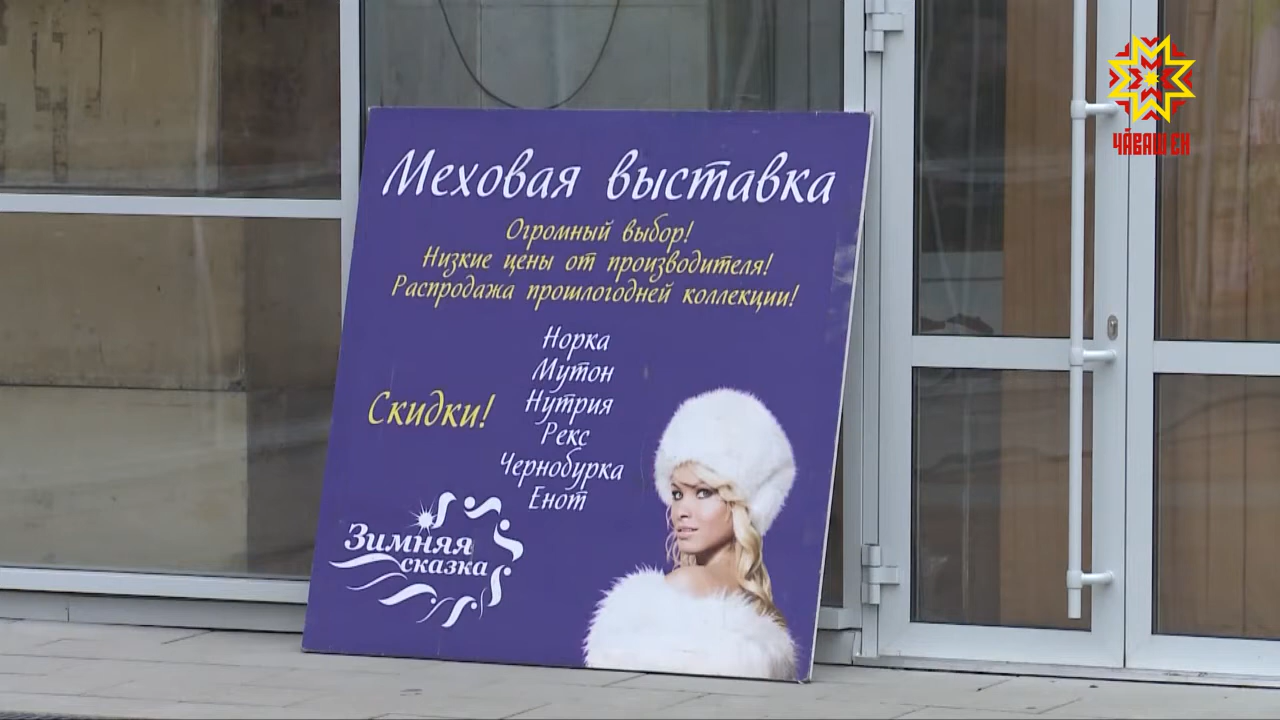 Меховая выставка
Огромный выбор!
Низкие цены от производителя!
Распродажа прошлогодней коллекции!
Норка
Мутон
Нутрия
Рекс
Чернобурка
Енот
Скидки!
Зимняя
сказка
ЧӐВАШ ЕН